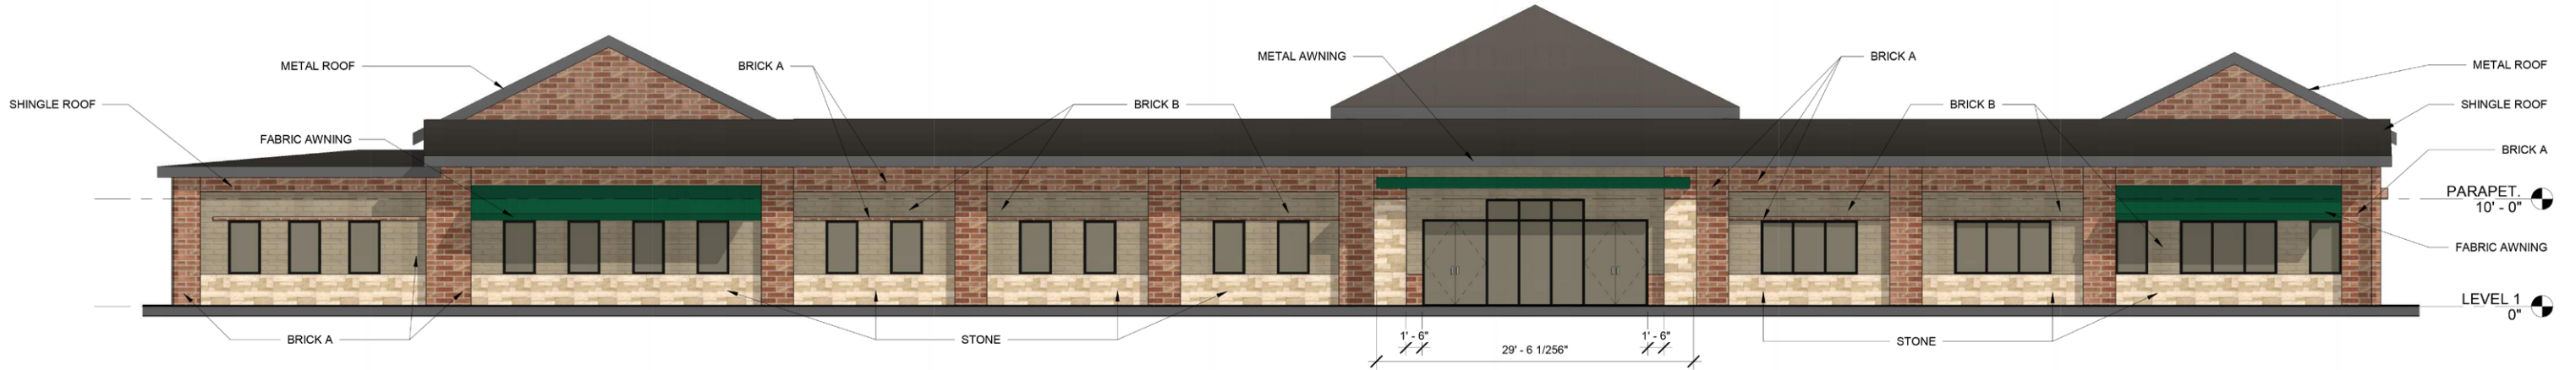 METAL ROOF
BRICK A
METAL AWNING
BRICK A
METAL ROOF
SHINGLE ROOF
BRICK B
BRICK B
SHINGLE ROOF
FABRIC AWNING
BRICK A
PARAPET.
10' - 0"
FABRIC AWNING
LEVEL 1
0"
BRICK A
STONE
1' - 6"
1' - 6"
STONE
29' - 6 1/256"